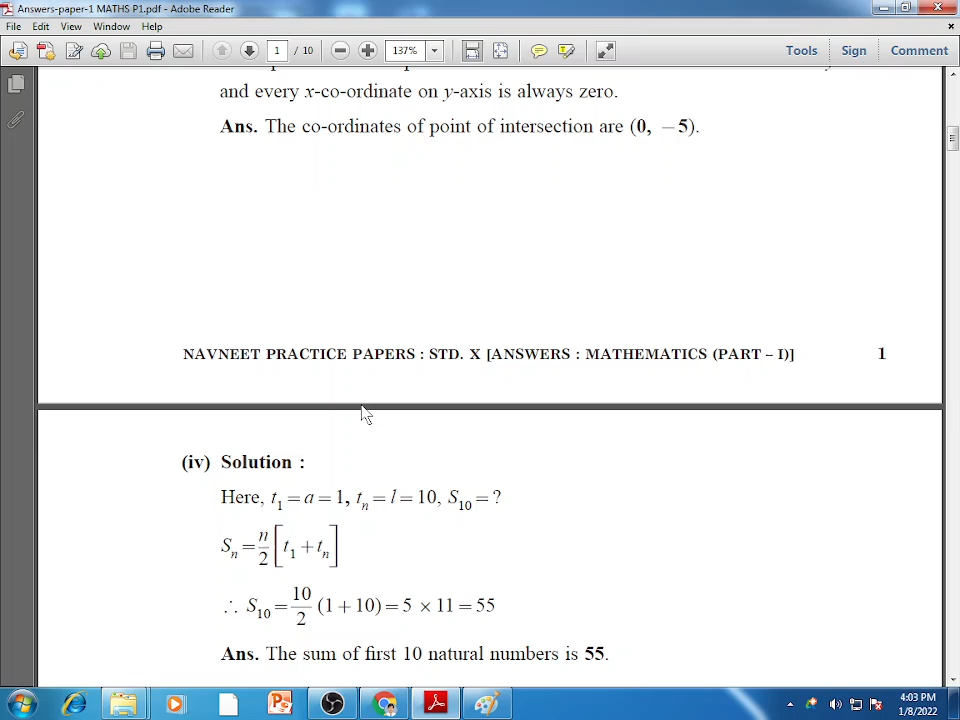 Answers-paper-1 MATHS P1.pdf - Adobe Reader
File Edit View Window Help
1 / 10 137% Tools Sign Comment
and every x-co-ordinate on y-axis is always zero.
Ans. The co-ordinates of point of intersection are (0, −5).
NAVNEET PRACTICE PAPERS : STD. X [ANSWERS : MATHEMATICS (PART – I)] 1
(iv) Solution :
Here, t₁ = a = 1, tₙ = l = 10, S₁₀ = ?
Sₙ = n/2 [t₁ + tₙ]
∴ S₁₀ = 10/2 (1 + 10) = 5 × 11 = 55
Ans. The sum of first 10 natural numbers is 55.
4:03 PM
1/8/2022